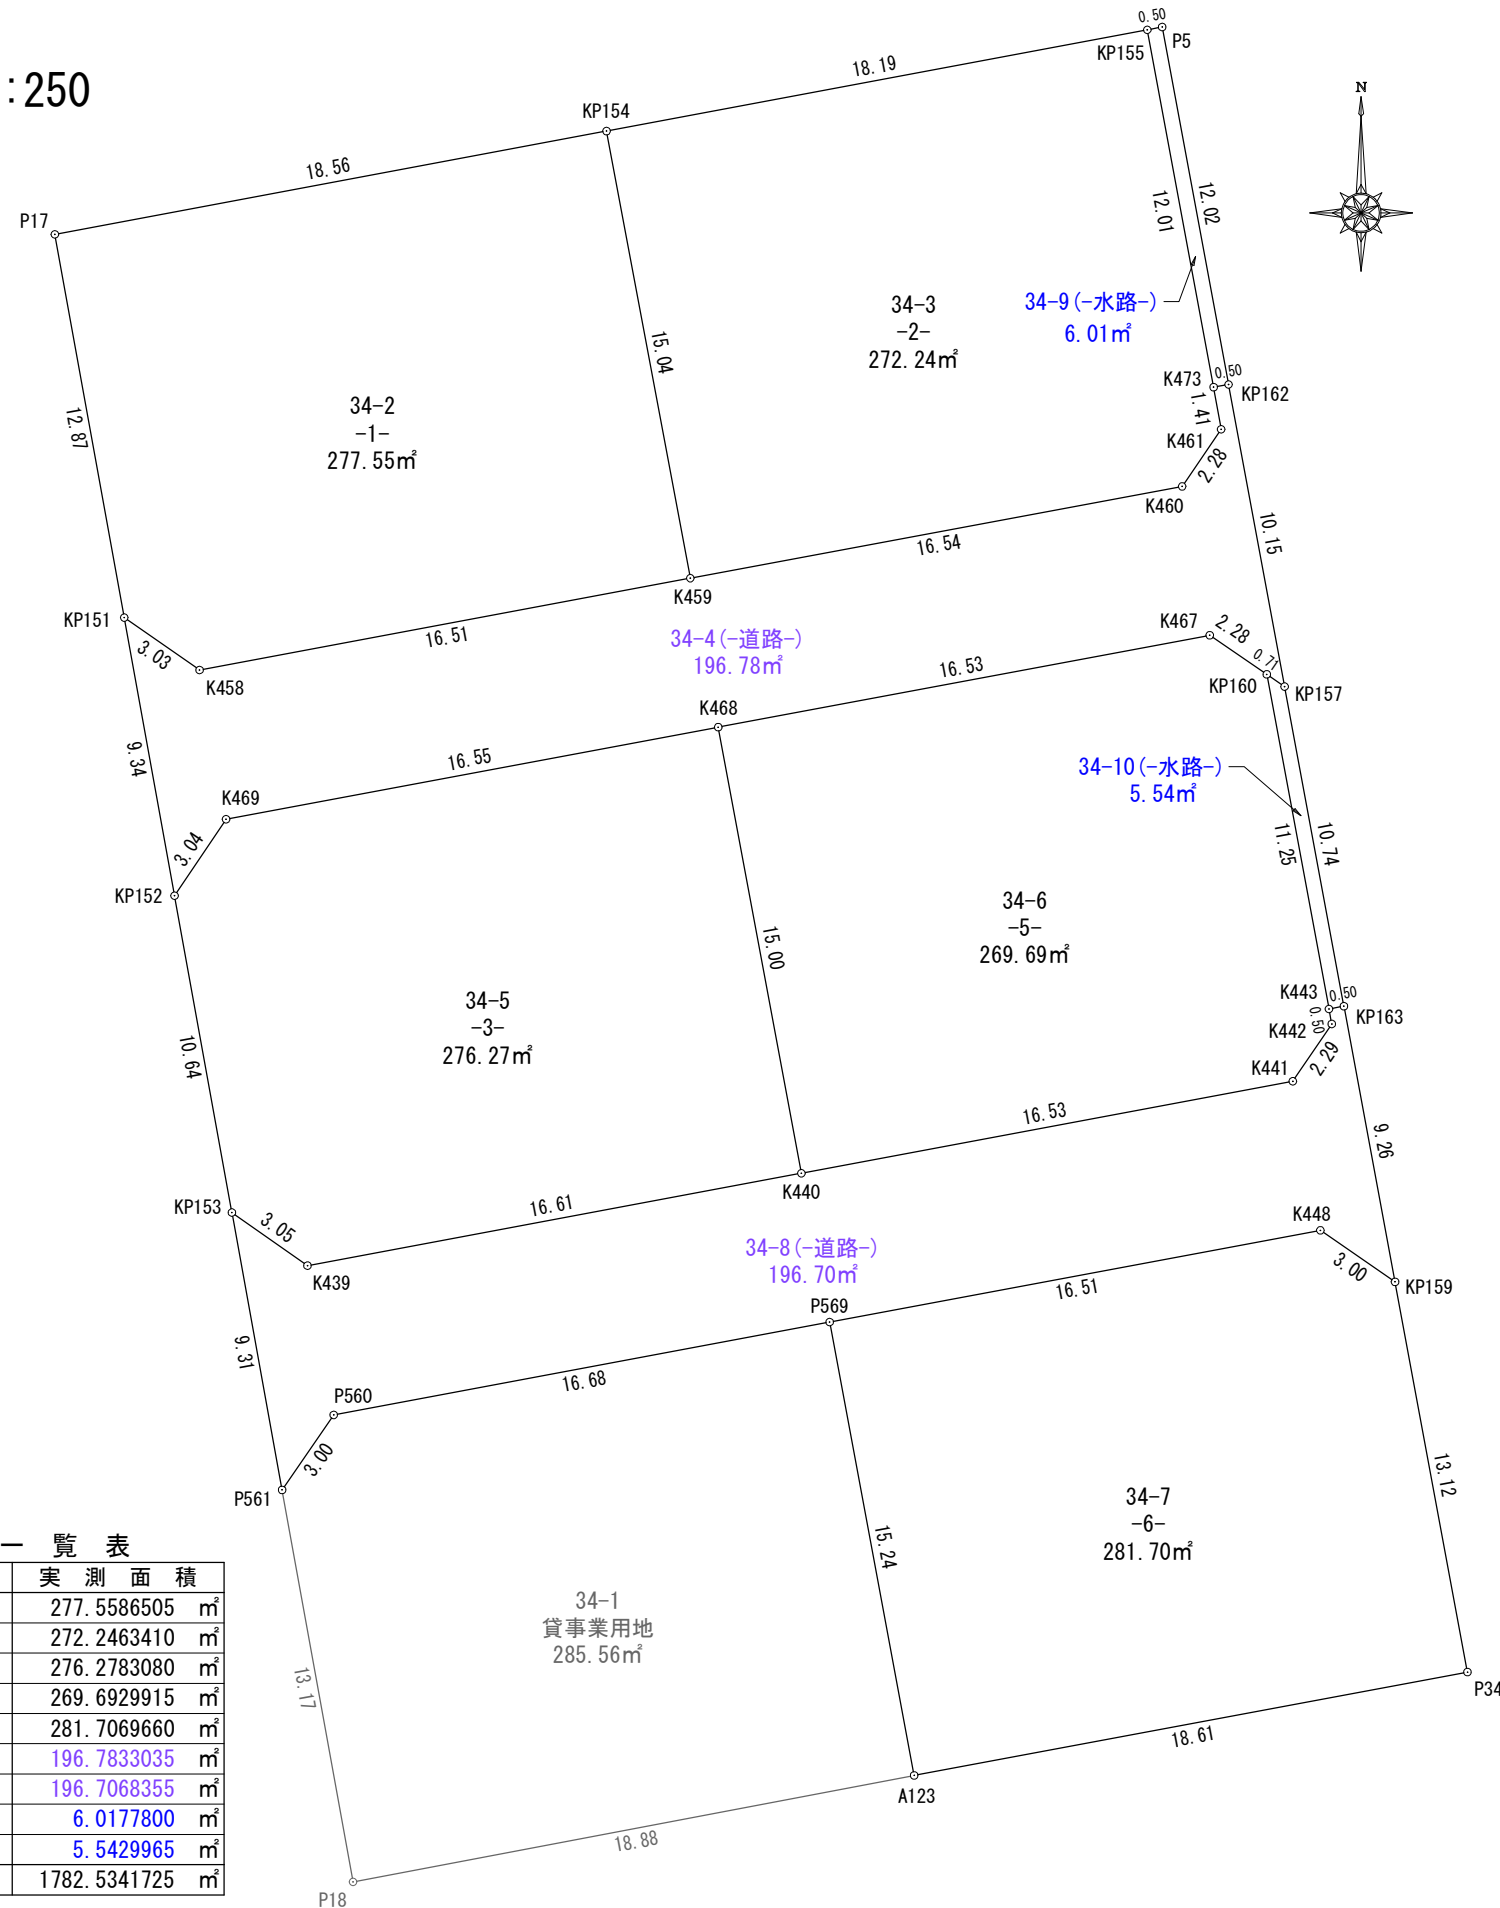 :250
N
0.50
P5
KP155
18.19
KP154
18.56
P17
12.01
12.02
34-9(-水路-)
6.01㎡
34-3
-2-
272.24㎡
15.04
K473
0.50
KP162
34-2
-1-
277.55㎡
12.87
1.41
K461
2.28
K460
10.15
16.54
K459
KP151
3.03
16.51
K458
34-4(-道路-)
196.78㎡
K467
2.28
0.71
16.53
KP160
KP157
K468
9.34
16.55
34-10(-水路-)
5.54㎡
K469
3.04
11.25
10.74
KP152
34-6
-5-
269.69㎡
15.00
34-5
-3-
276.27㎡
K443
0.50
KP163
0.50
K442
2.29
K441
10.64
16.53
9.26
K440
KP153
3.05
16.61
K439
K448
34-8(-道路-)
196.70㎡
3.00
KP159
16.51
P569
9.31
16.68
P560
3.00
P561
13.12
34-7
-6-
281.70㎡
15.24
34-1
貸事業用地
285.56㎡
13.17
P34
18.61
A123
18.88
P18
一 覧 表
実 測 面 積
277.5586505 ㎡
272.2463410 ㎡
276.2783080 ㎡
269.6929915 ㎡
281.7069660 ㎡
196.7833035 ㎡
196.7068355 ㎡
6.0177800 ㎡
5.5429965 ㎡
1782.5341725 ㎡